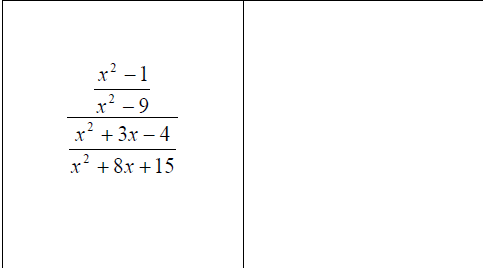 x² − 1
x² − 9
x² + 3x − 4
x² + 8x + 15